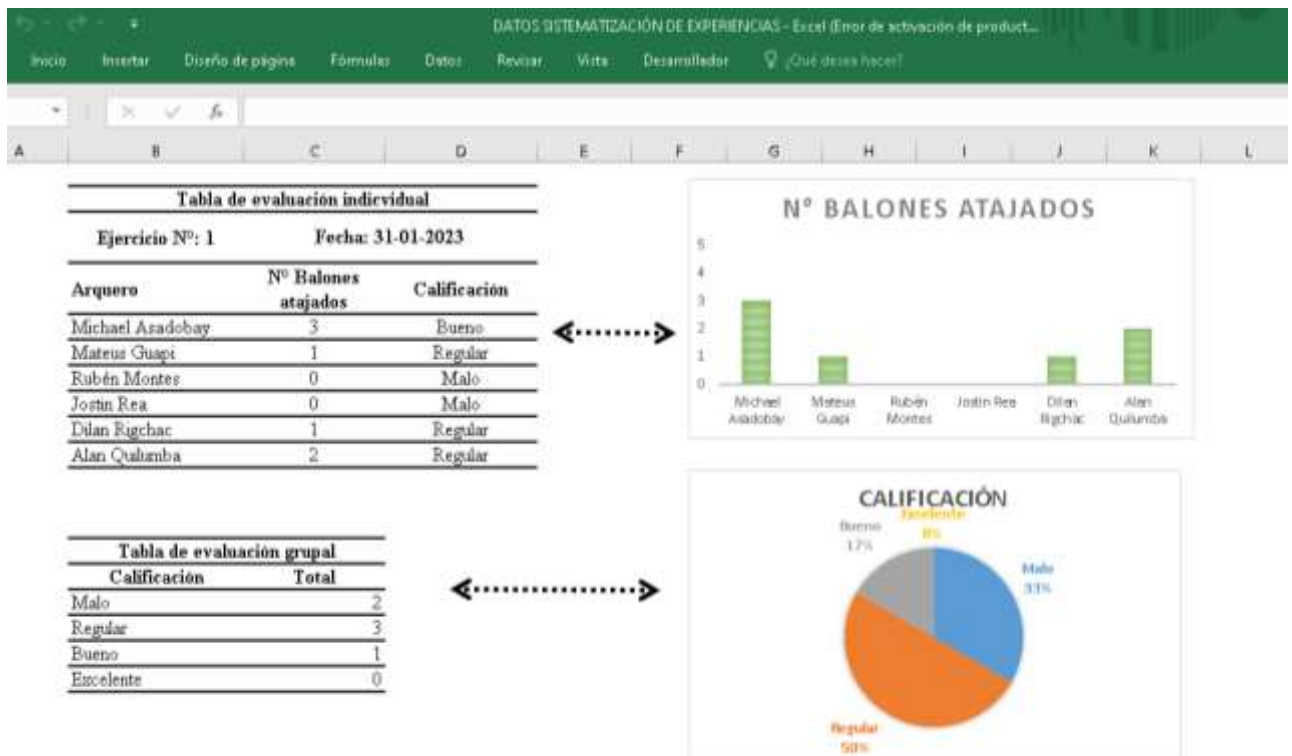 DATOS SISTEMATIZACIÓN DE EXPERIENCIAS - Excel (Error de activación de product...
Inicio Insertar Diseño de página Fórmulas Datos Revisar Vista Desarrollador ¿Qué desea hacer?
fx
A B C D E F G H I J K L
Tabla de evaluación indicvidual
Ejercicio Nº: 1 Fecha: 31-01-2023
Arquero Nº Balones atajados Calificación
Michael Asadobay 3 Bueno
Mateus Guapi 1 Regular
Rubén Montes 0 Malo
Jostin Rea 0 Malo
Dilan Rigchac 1 Regular
Alan Quilumba 2 Regular
Nº BALONES ATAJADOS
5
4
3
2
1
0
Michael Asadobay Mateus Guapi Rubén Montes Jostin Rea Dilan Rigchac Alan Quilumba
Tabla de evaluación grupal
Calificación Total
Malo 2
Regular 3
Bueno 1
Excelente 0
CALIFICACIÓN
Excelente
0%
Bueno
17%
Malo
33%
Regular
50%